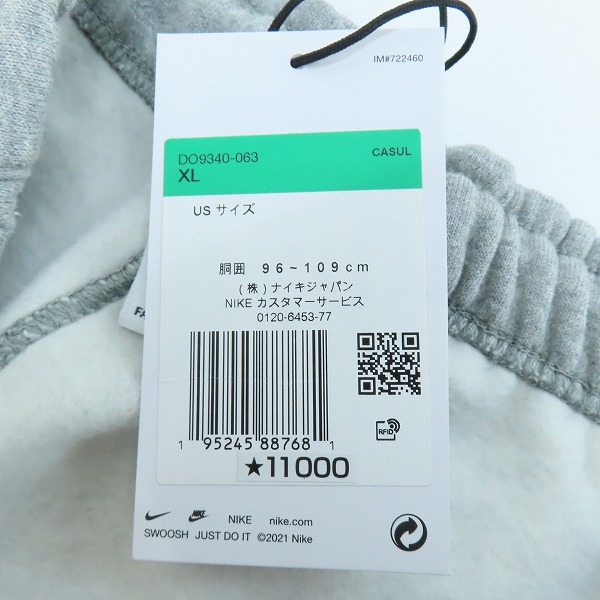 IM#722460
DO9340-063 CASUL
XL
US サイズ
胴囲 96~109cm
(株)ナイキジャパン
NIKE カスタマーサービス
0120-6453-77
RFID
1 95245 88768 1
★11000
NIKE nike.com
SWOOSH JUST DO IT ©2021 Nike
FA